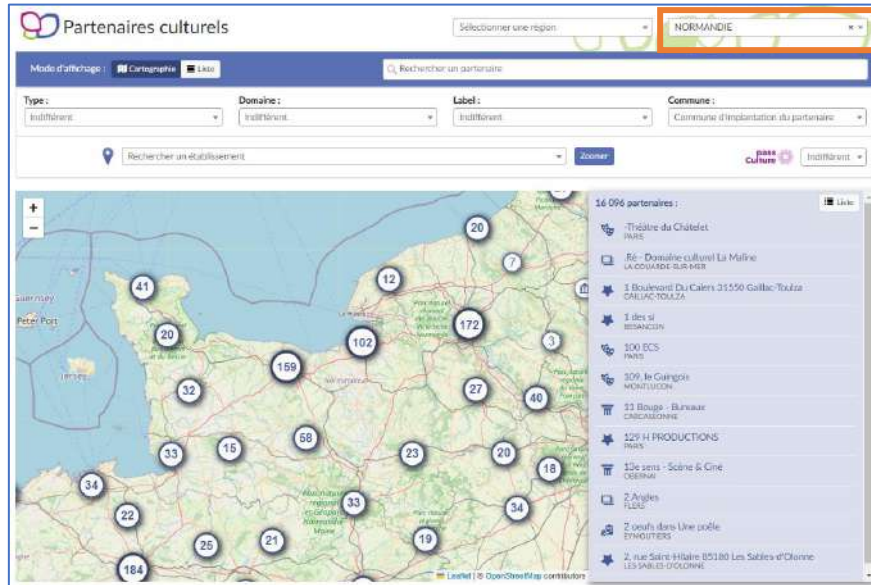 Partenaires culturels
Sélectionner une région
NORMANDIE
Mode d'affichage :
Cartographie
Liste
Rechercher un partenaire
Type :
Domaine :
Label :
Commune :
Indifférent
Indifférent
Indifférent
Commune d'implantation du partenaire
Rechercher un établissement
Zoomer
pass Culture
Indifférent
+
−
16 096 partenaires :
Liste
-Théâtre du Châtelet
PARIS
.Ré - Domaine culturel La Maline
LA COUARDE-SUR-MER
1 Boulevard Du Calers 31550 Gaillac-Toulza
GAILLAC-TOULZA
1 des si
BESANCON
100 ECS
PARIS
109, le Guingois
MONTLUCON
11 Bouge - Bureaux
CARCASSONNE
129 H PRODUCTIONS
PARIS
13e sens - Scène & Ciné
OBERNAI
2 Angles
FLERS
2 oeufs dans Une poêle
EYMOUTIERS
2, rue Saint-Hilaire 85180 Les Sables-d'Olonne
LES SABLES-D'OLONNE
20
7
12
41
20
172
102
3
159
32
27
40
58
33
15
23
20
18
34
33
34
22
19
21
25
184
Guernsey
Peter Port
Jersey
Leaflet | © OpenStreetMap contributors